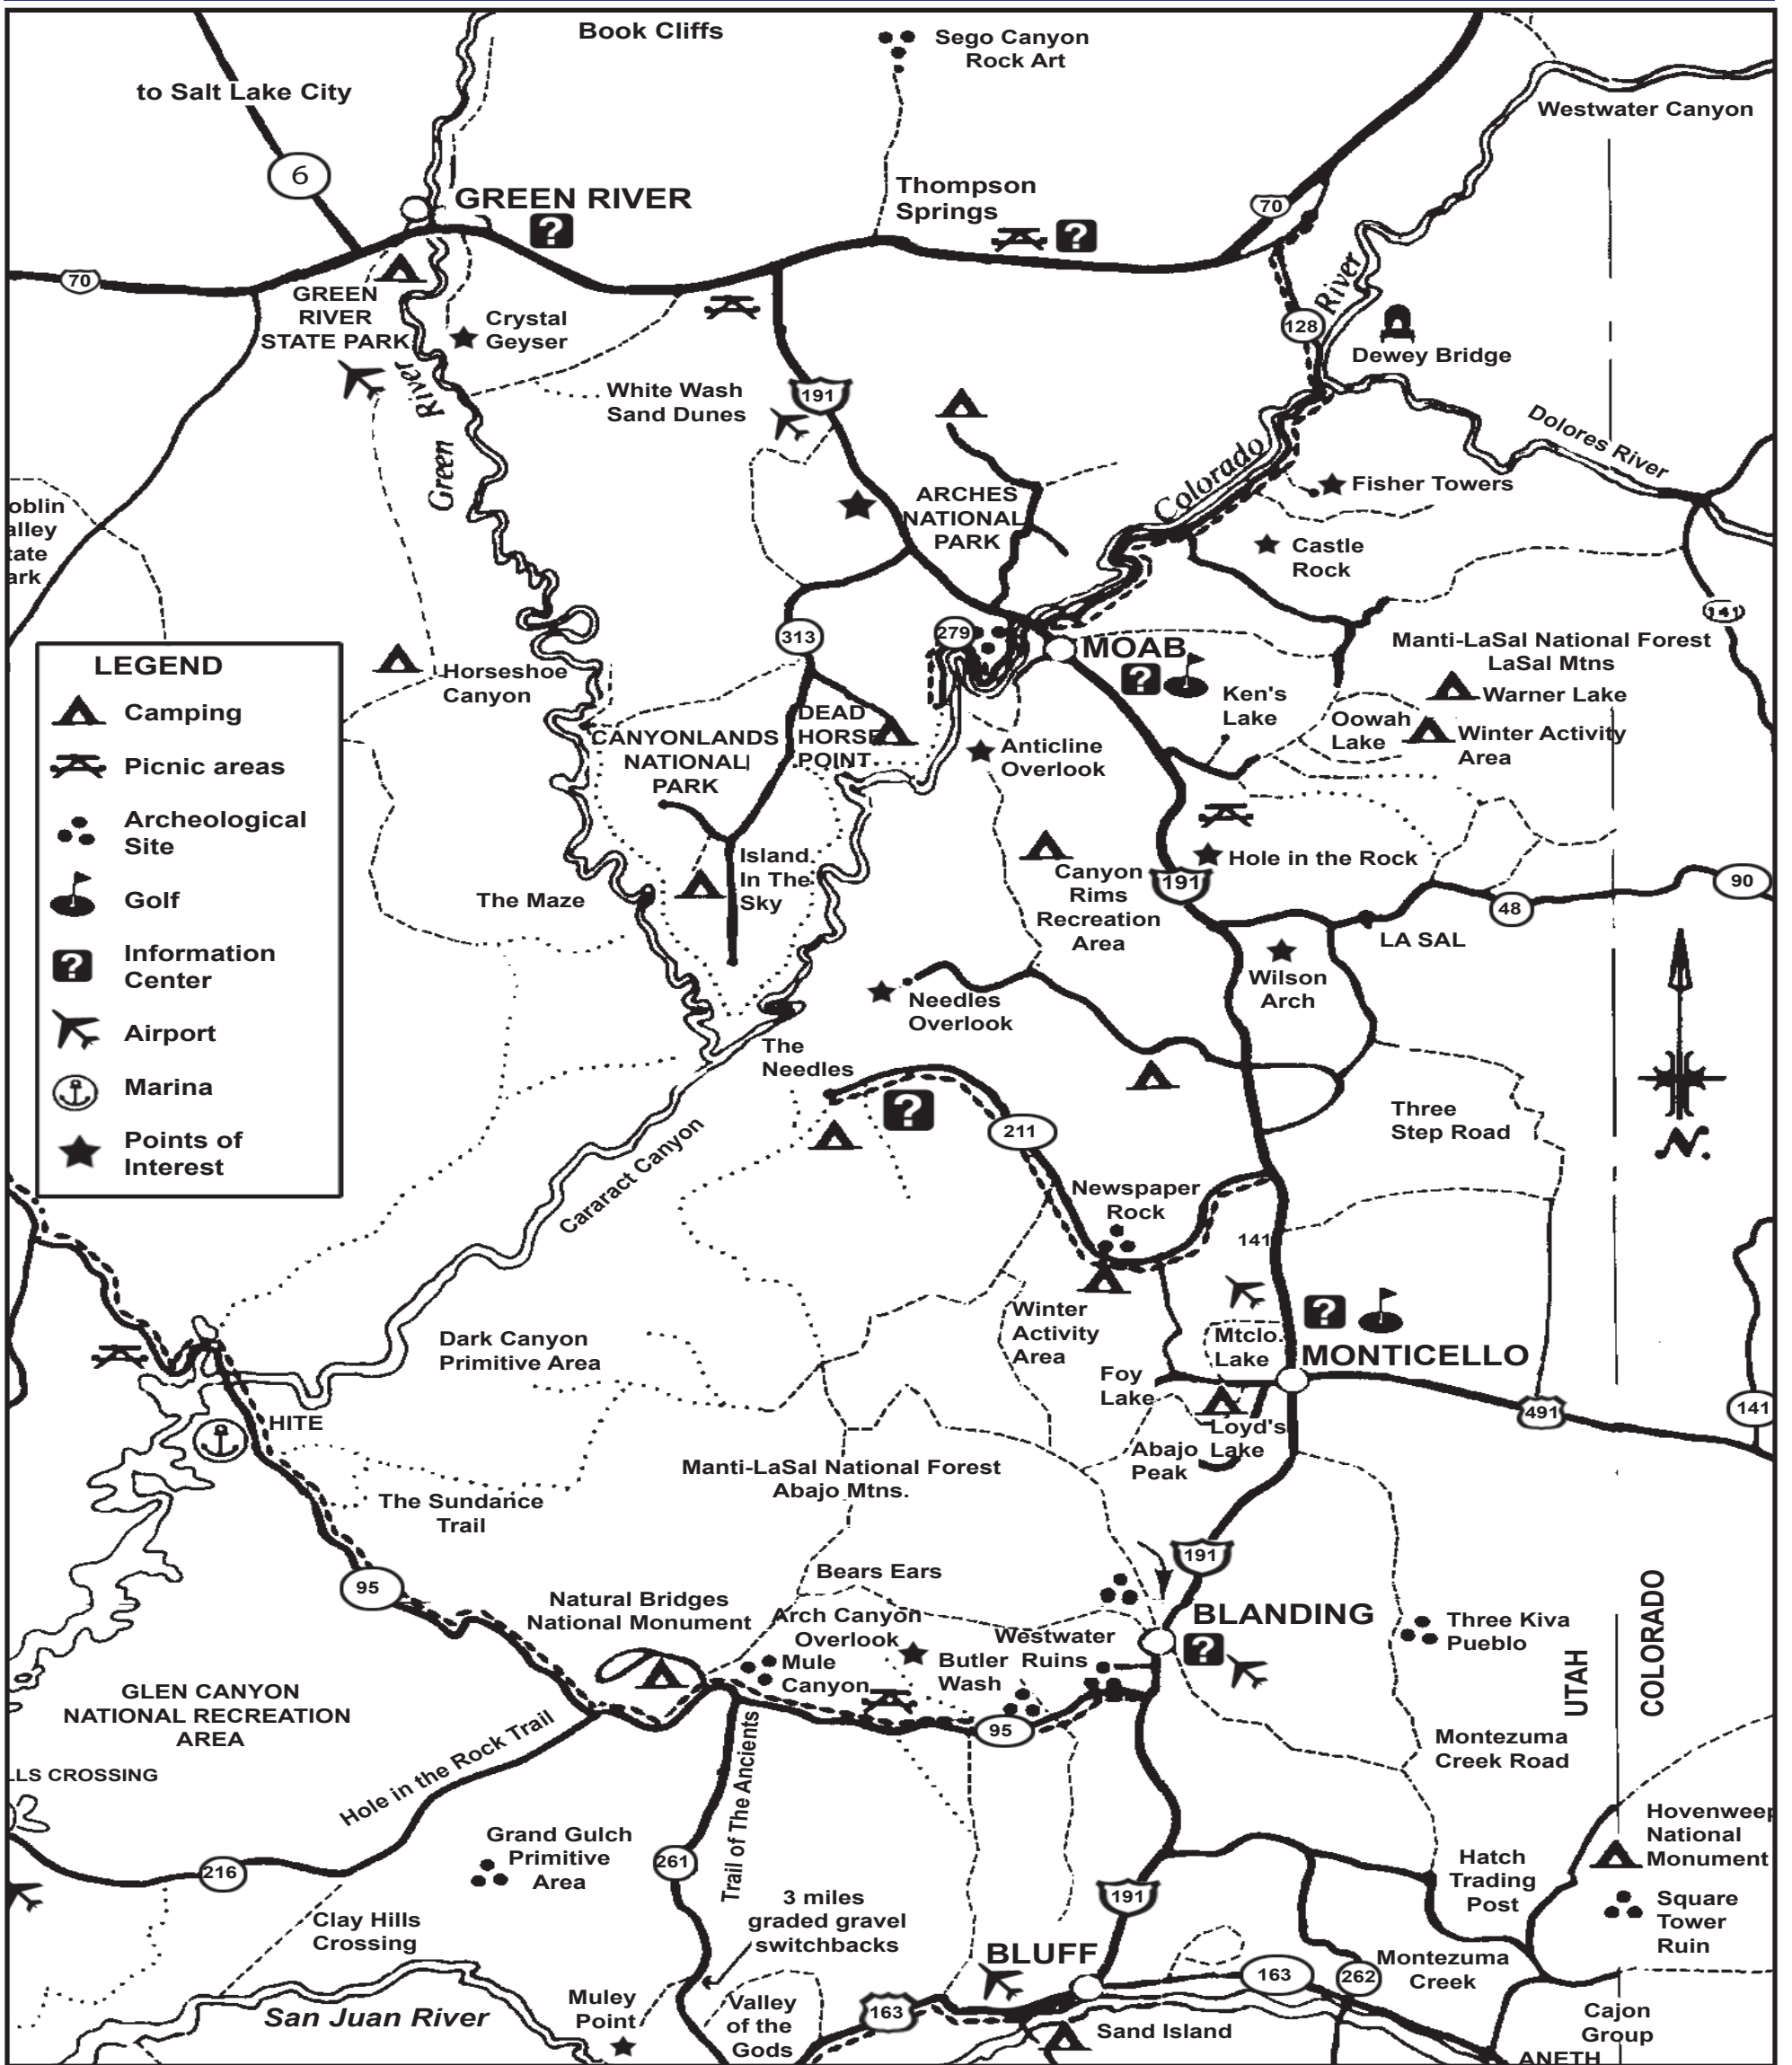 Book Cliffs
Sego Canyon
Rock Art
to Salt Lake City
Westwater Canyon
6
GREEN RIVER
?
Thompson
Springs
?
70
70
GREEN
RIVER
STATE PARK
Crystal
Geyser
River
128
Dewey Bridge
White Wash
Sand Dunes
191
Green River
Dolores River
Colorado
Fisher Towers
ARCHES
NATIONAL
PARK
Castle
Rock
oblin
alley
tate
ark
141
313
279
MOAB
?
Manti-LaSal National Forest
LaSal Mtns
Warner Lake
Horseshoe
Canyon
Ken's
Lake
Oowah
Lake
Winter Activity
Area
CANYONLANDS
NATIONAL
PARK
DEAD
HORSE
POINT
Anticline
Overlook
LEGEND
Camping
Picnic areas
Archeological
Site
Golf
?
Information
Center
Airport
Marina
Points of
Interest
Hole in the Rock
Island
In The
Sky
The Maze
Canyon
Rims
Recreation
Area
191
90
48
LA SAL
Wilson
Arch
Needles
Overlook
The
Needles
?
211
Three
Step Road
N.
Cararact Canyon
Newspaper
Rock
141
Winter
Activity
Area
?
Mtclo.
Lake
MONTICELLO
Dark Canyon
Primitive Area
Foy
Lake
491
141
HITE
Loyd's
Lake
Abajo
Peak
Manti-LaSal National Forest
Abajo Mtns.
The Sundance
Trail
191
95
Bears Ears
Natural Bridges
National Monument
Arch Canyon
Overlook
BLANDING
?
Three Kiva
Pueblo
UTAH
COLORADO
Westwater
Ruins
Butler
Wash
Mule
Canyon
95
GLEN CANYON
NATIONAL RECREATION
AREA
Montezuma
Creek Road
LLS CROSSING
Hole in the Rock Trail
Trail of The Ancients
Hovenweep
National
Monument
Grand Gulch
Primitive
Area
261
216
Hatch
Trading
Post
191
3 miles
graded gravel
switchbacks
Square
Tower
Ruin
Clay Hills
Crossing
BLUFF
163
262
Montezuma
Creek
San Juan River
Muley
Point
Valley
of the
Gods
163
Sand Island
Cajon
Group
ANETH